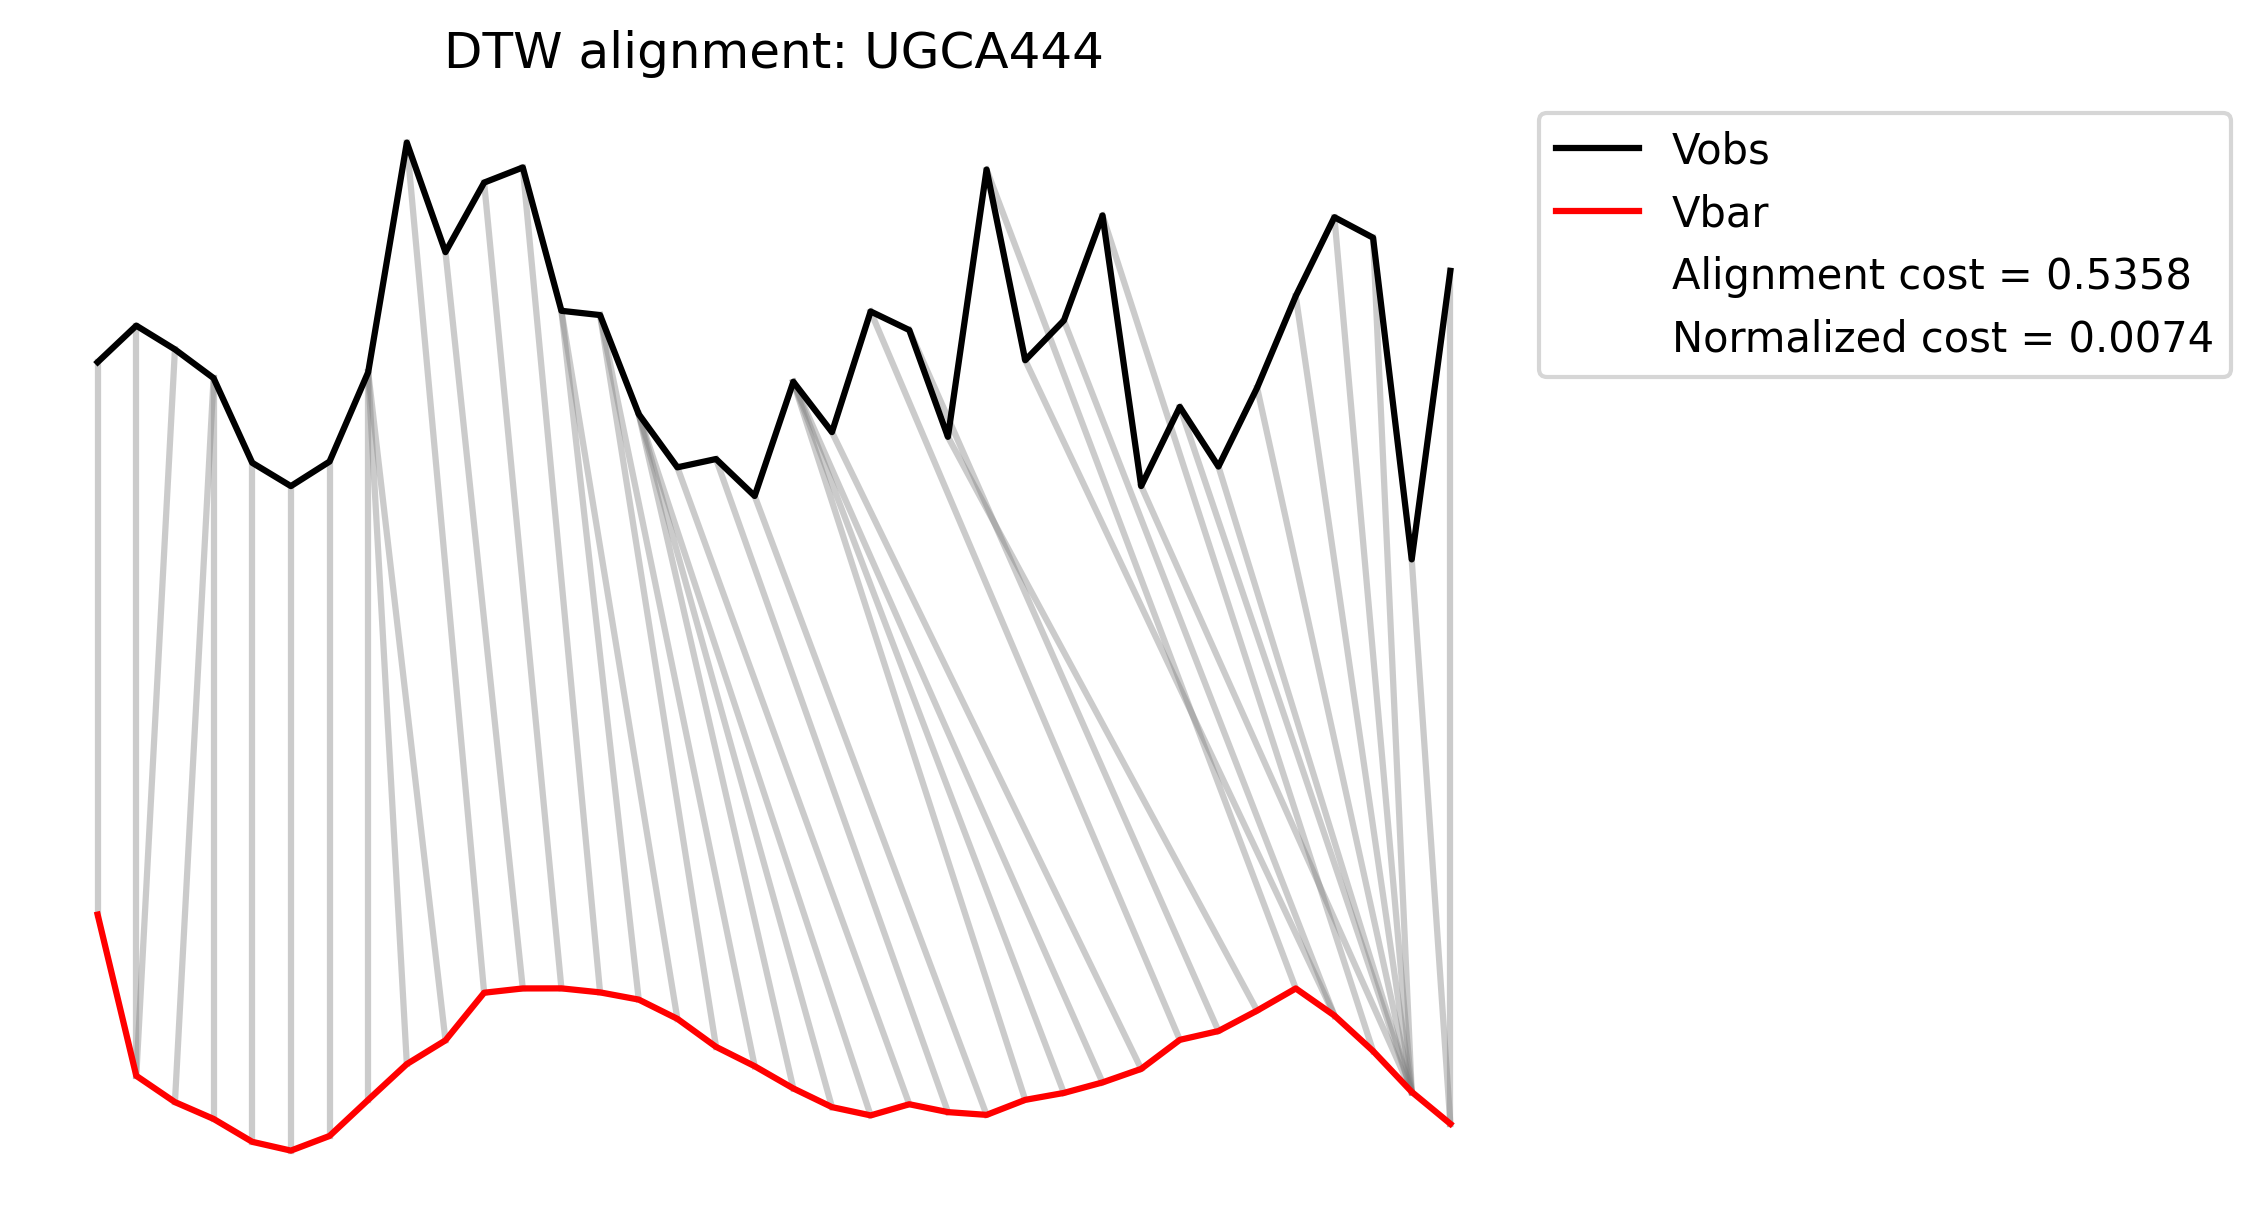 DTW alignment: UGCA444
Vobs
Vbar
Alignment cost = 0.5358
Normalized cost = 0.0074